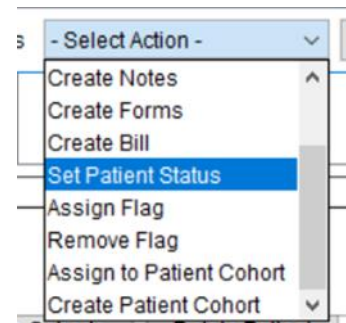 s - Select Action -
Create Notes
Create Forms
Create Bill
Set Patient Status
Assign Flag
Remove Flag
Assign to Patient Cohort
Create Patient Cohort